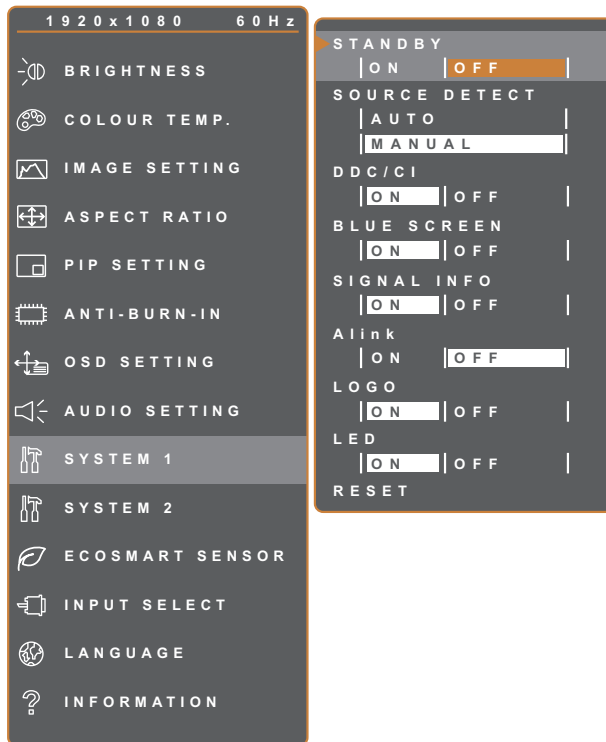 1920x1080 60Hz
BRIGHTNESS
COLOUR TEMP.
IMAGE SETTING
ASPECT RATIO
PIP SETTING
ANTI-BURN-IN
OSD SETTING
AUDIO SETTING
SYSTEM 1
SYSTEM 2
ECOSMART SENSOR
INPUT SELECT
LANGUAGE
INFORMATION
STANDBY
ON OFF
SOURCE DETECT
AUTO
MANUAL
DDC/CI
ON OFF
BLUE SCREEN
ON OFF
SIGNAL INFO
ON OFF
Alink
ON OFF
LOGO
ON OFF
LED
ON OFF
RESET